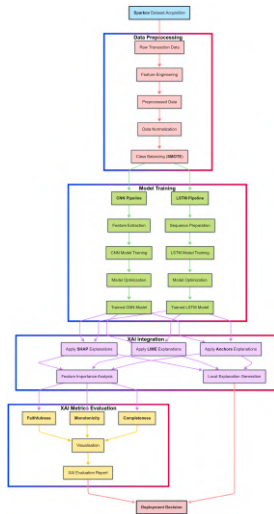 Sparkov Dataset Acquisition
Data Preprocessing
Raw Transaction Data
Feature Engineering
Preprocessed Data
Data Normalization
Class Balancing (SMOTE)
Model Training
CNN Pipeline
LSTM Pipeline
Feature Extraction
Sequence Preparation
CNN Model Training
LSTM Model Training
Model Optimization
Model Optimization
Trained CNN Model
Trained LSTM Model
XAI Integration
Apply SHAP Explanations
Apply LIME Explanations
Apply Anchors Explanations
Feature Importance Analysis
Local Explanation Generation
XAI Metrics Evaluation
Faithfulness
Monotonicity
Completeness
Visualization
XAI Evaluation Report
Deployment Decision